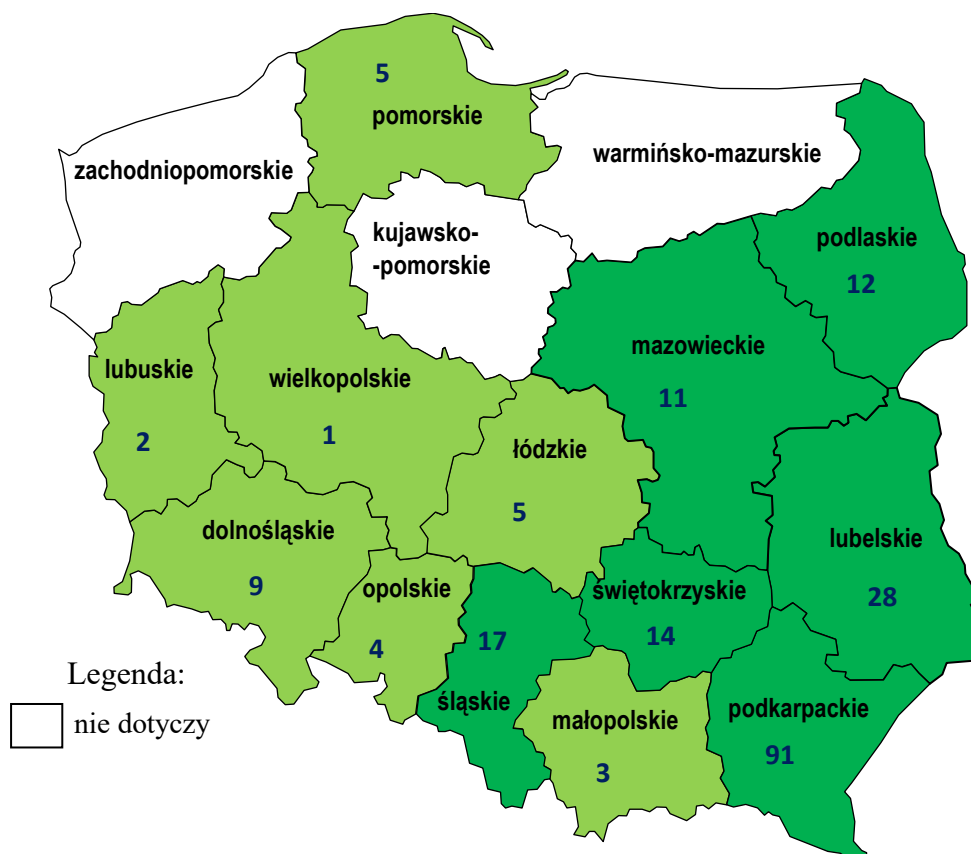 5
pomorskie
zachodniopomorskie
warmińsko-mazurskie
kujawsko-
-pomorskie
podlaskie
12
mazowieckie
11
lubuskie
2
wielkopolskie
1
łódzkie
5
dolnośląskie
9
lubelskie
28
opolskie
4
17
śląskie
świętokrzyskie
14
małopolskie
3
podkarpackie
91
Legenda:
nie dotyczy